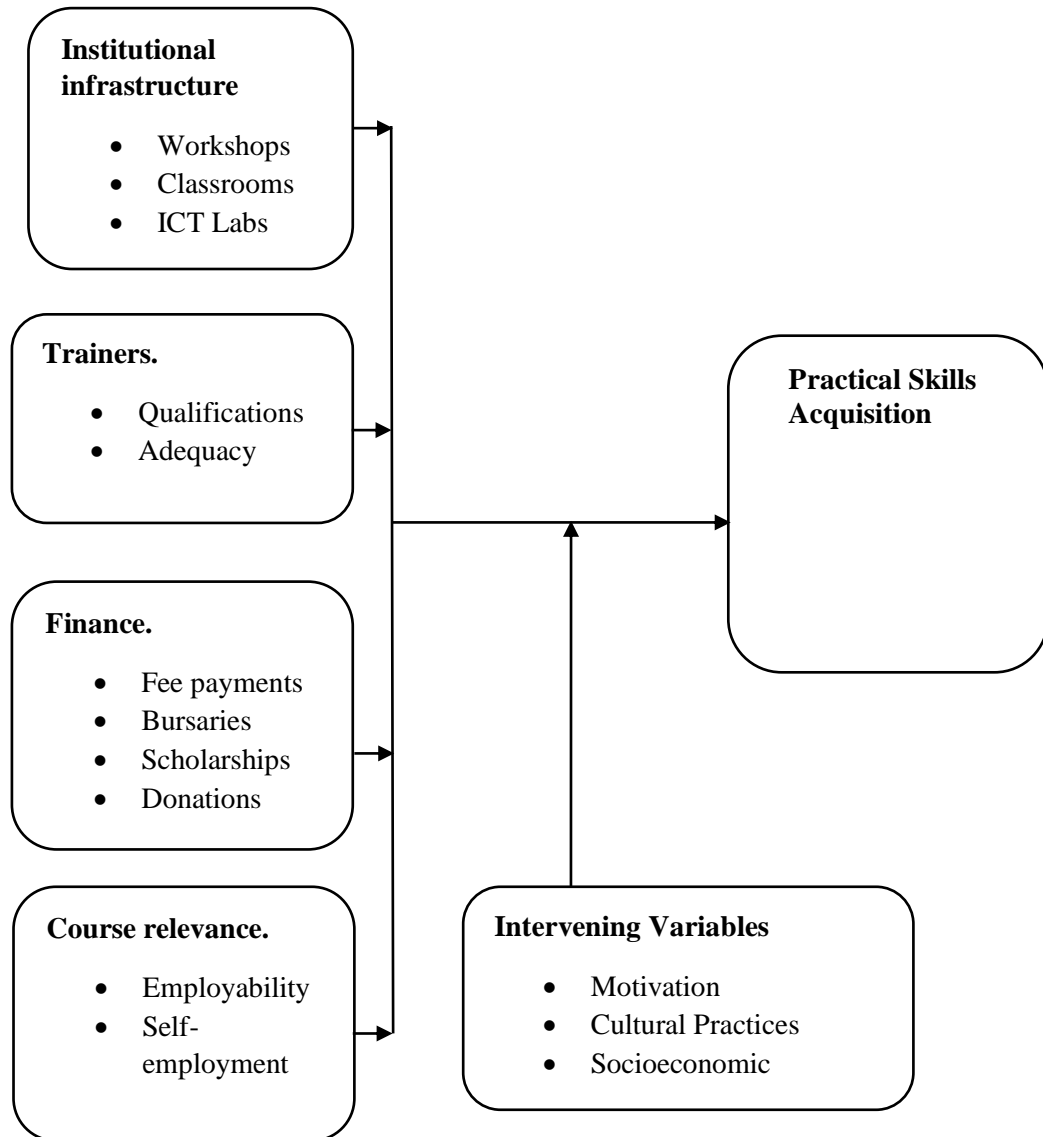 Institutional
infrastructure
• Workshops
• Classrooms
• ICT Labs
Trainers.
• Qualifications
• Adequacy
Finance.
• Fee payments
• Bursaries
• Scholarships
• Donations
Course relevance.
• Employability
• Self-
employment
Intervening Variables
• Motivation
• Cultural Practices
• Socioeconomic
Practical Skills
Acquisition